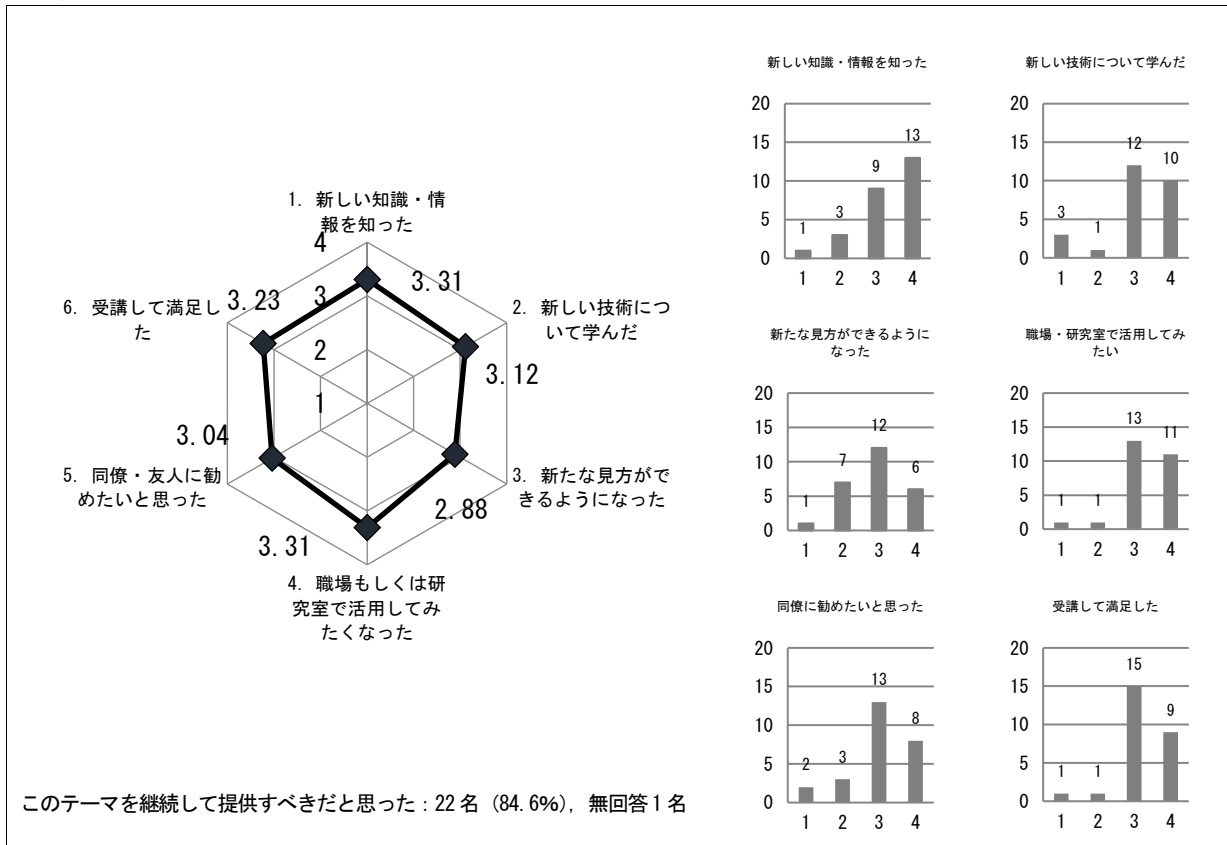 1. 新しい知識・情
報を知った
4
3.31
3
2
1
2. 新しい技術につ
いて学んだ
3.12
3. 新たな見方がで
きるようになった
2.88
4. 職場もしくは研
究室で活用してみ
たくなった
3.31
5. 同僚・友人に勧
めたいと思った
3.04
6. 受講して満足し
た
3.23
このテーマを継続して提供すべきだと思った:22名 (84.6%), 無回答1名
新しい知識・情報を知った
20
15
10
5
0
1
3
9
13
1 2 3 4
新しい技術について学んだ
20
15
10
5
0
3
1
12
10
1 2 3 4
新たな見方ができるように
なった
20
15
10
5
0
1
7
12
6
1 2 3 4
職場・研究室で活用してみ
たい
20
15
10
5
0
1
1
13
11
1 2 3 4
同僚に勧めたいと思った
20
15
10
5
0
2
3
13
8
1 2 3 4
受講して満足した
20
15
10
5
0
1
1
15
9
1 2 3 4